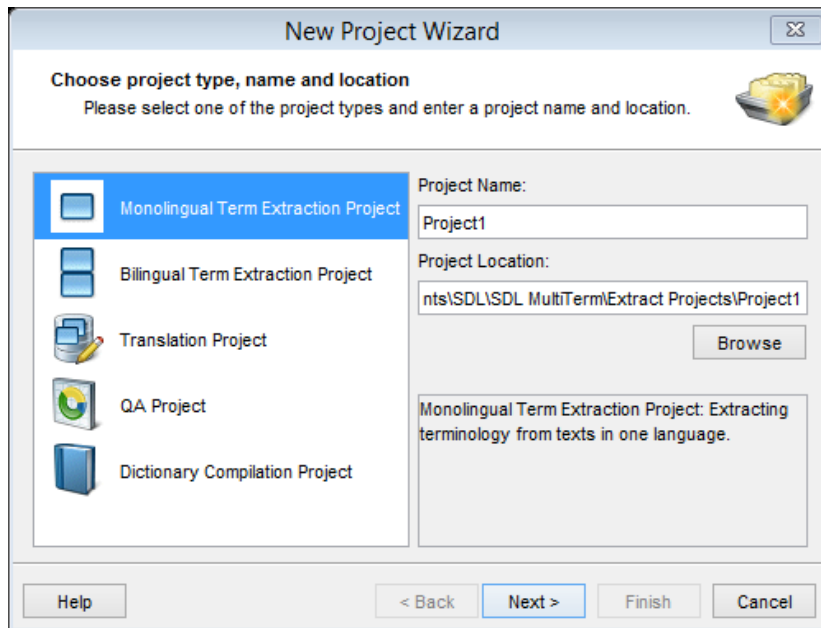 New Project Wizard
Choose project type, name and location
Please select one of the project types and enter a project name and location.
Monolingual Term Extraction Project
Bilingual Term Extraction Project
Translation Project
QA Project
Dictionary Compilation Project
Project Name:
Project1
Project Location:
nts\SDL\SDL MultiTerm\Extract Projects\Project1
Browse
Monolingual Term Extraction Project: Extracting
terminology from texts in one language.
Help
< Back
Next >
Finish
Cancel